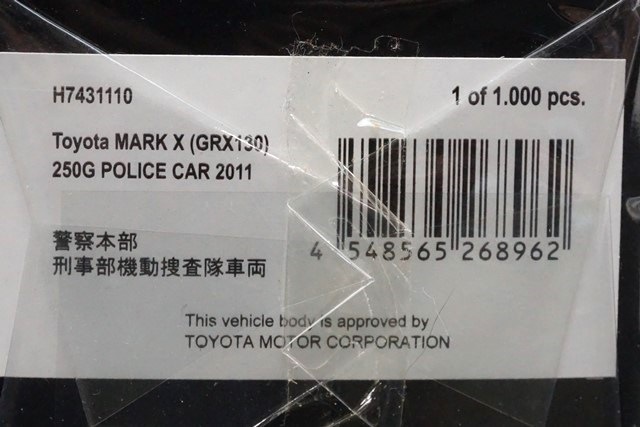 H7431110
1 of 1.000 pcs.
Toyota MARK X (GRX130)
250G POLICE CAR 2011
警察本部
刑事部機動捜査隊車両
4 548565 268962
This vehicle body is approved by
TOYOTA MOTOR CORPORATION